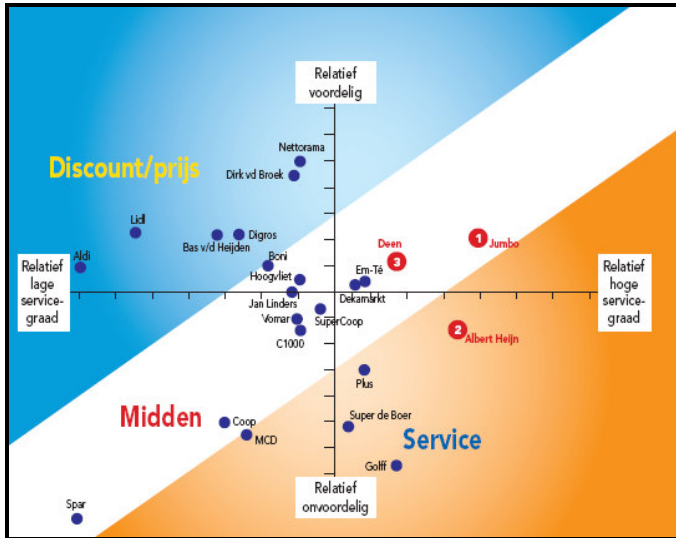 Relatief
voordelig
Nettorama
Discount/prijs
Dirk vd Broek
Lidl
Digros
Bas v/d Heijden
Deen
1
Jumbo
Aldi
Boni
3
Relatief
lage
service-
graad
Hoogvliet
Em-Té
Relatief
hoge
service-
graad
Dekamarkt
Jan Linders
Vomar
SuperCoop
2
Albert Heijn
C1000
Plus
Midden
Coop
MCD
Super de Boer
Service
Golff
Relatief
onvoordelig
Spar